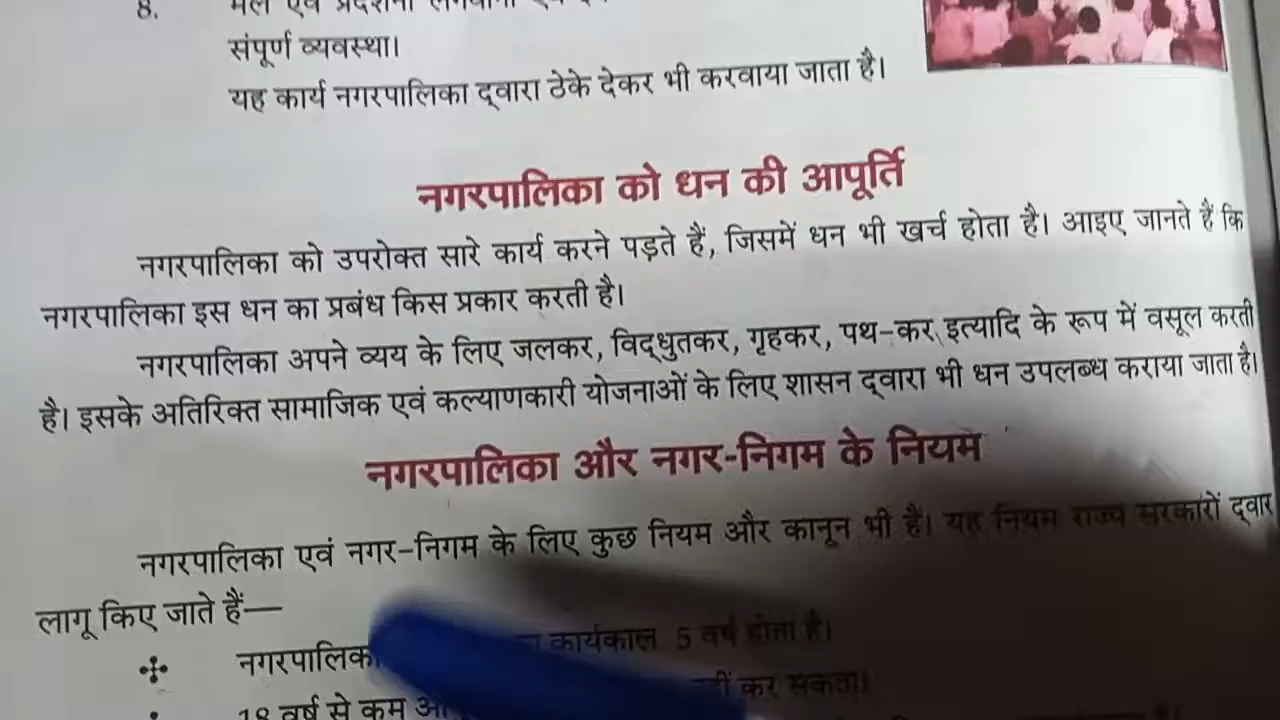 8.
संपूर्ण व्यवस्था।
यह कार्य नगरपालिका द्वारा ठेके देकर भी करवाया जाता है।
नगरपालिका को धन की आपूर्ति
नगरपालिका को उपरोक्त सारे कार्य करने पड़ते हैं, जिसमें धन भी खर्च होता है। आइए जानते हैं कि
नगरपालिका इस धन का प्रबंध किस प्रकार करती है।
नगरपालिका अपने व्यय के लिए जलकर, विद्धुतकर, गृहकर, पथ-कर, इत्यादि के रूप में वसूल करती
है। इसके अतिरिक्त सामाजिक एवं कल्याणकारी योजनाओं के लिए शासन द्वारा भी धन उपलब्ध कराया जाता है।
नगरपालिका और नगर-निगम के नियम
नगरपालिका एवं नगर-निगम के लिए कुछ नियम और कानून भी हैं। यह नियम राज्य सरकारों द्वार
लागू किए जाते हैं—
नगरपालिका कार्यकाल 5 वर्ष होता है।
18 वर्ष से कम कर सकता।